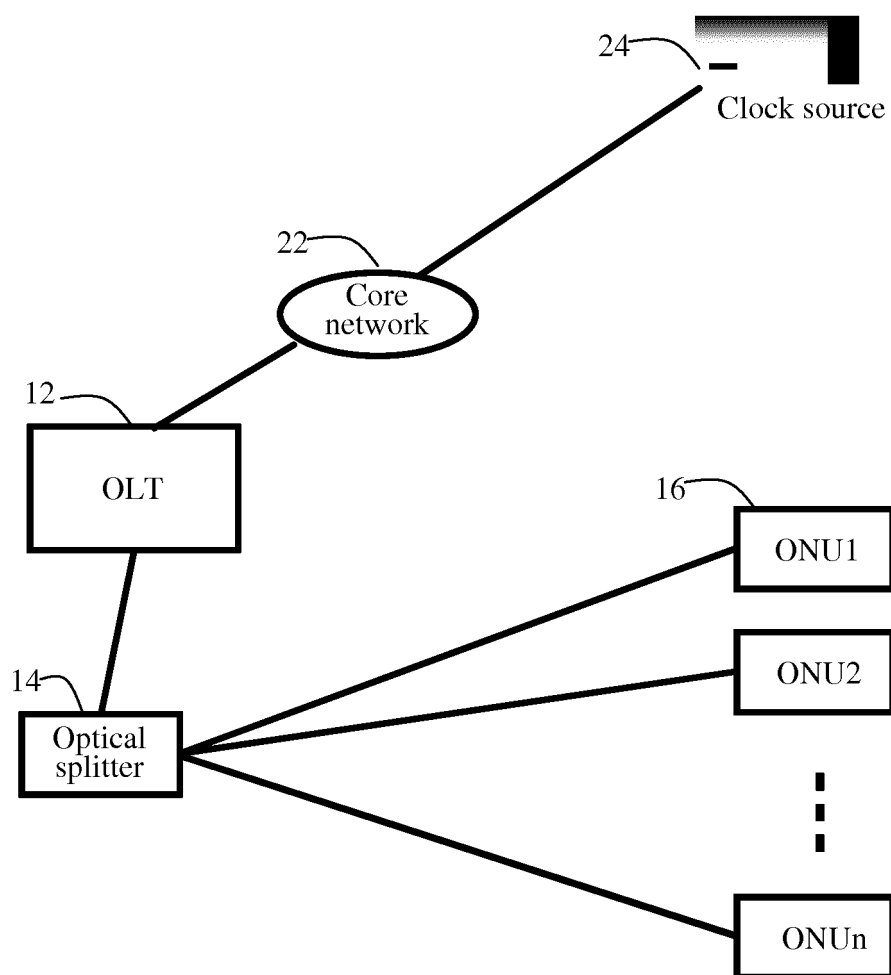 24
Clock source
22
Core
network
12
OLT
16
ONU1
ONU2
14
Optical
splitter
ONUn